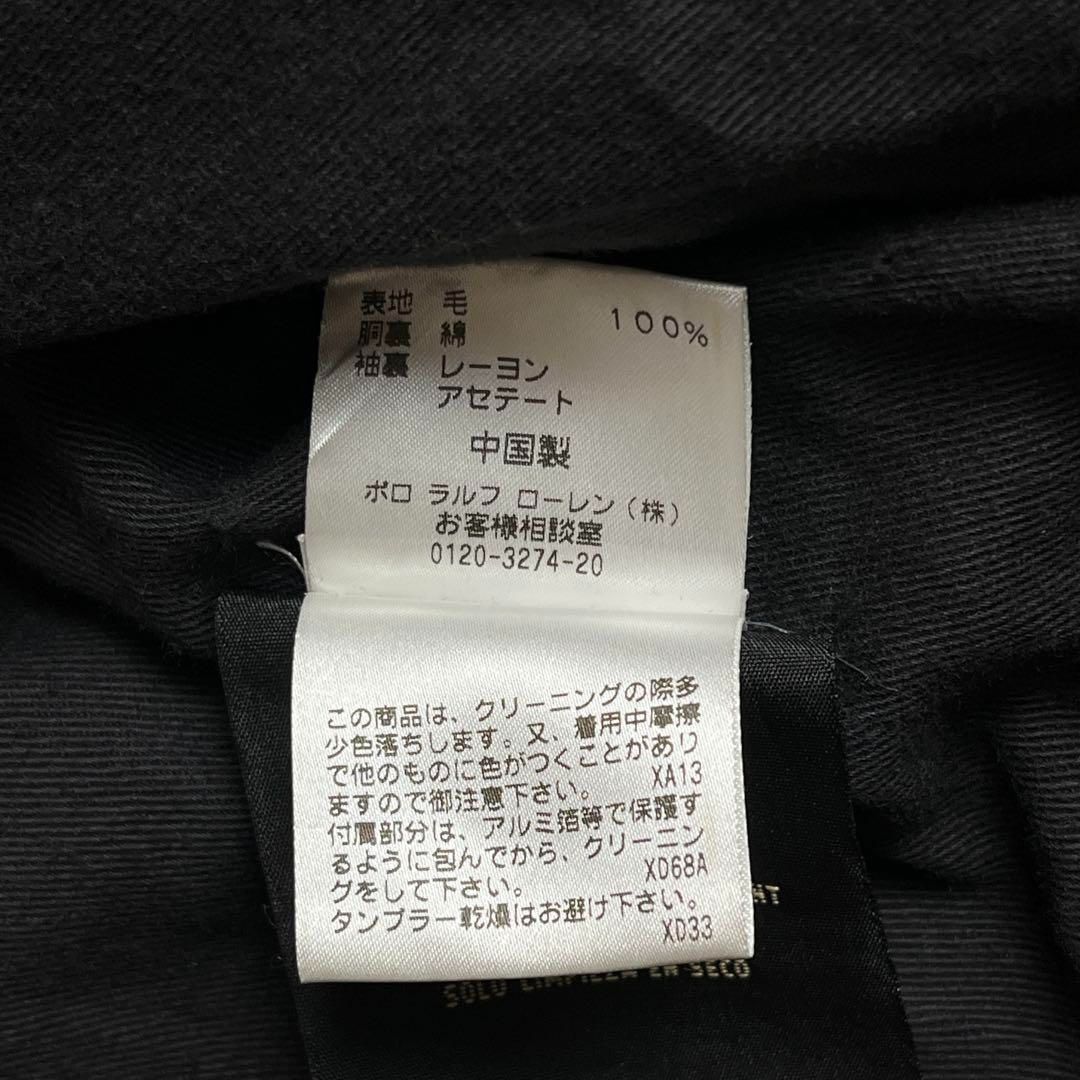 表地 毛 100%
胴裏 綿
袖裏 レーヨン
アセテート
中国製
ポロ ラルフ ローレン(株)
お客様相談室
0120-3274-20
この商品は、クリーニングの際多
少色落ちします。又、着用中摩擦
で他のものに色がつくことがあり
ますので御注意下さい。 XA13
付属部分は、アルミ箔等で保護す
るように包んでから、クリーニン
グをして下さい。 XD68A
タンブラー乾燥はお避け下さい。
XD33
EN SECO